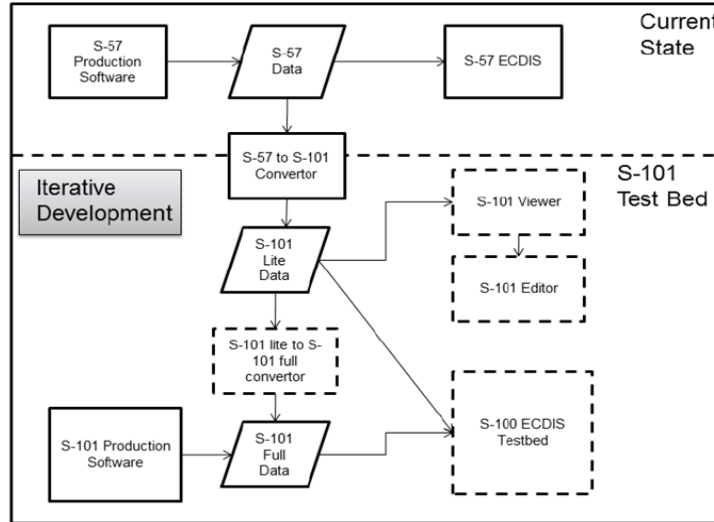 Current
State
S-57
Production
Software
S-57
Data
S-57 ECDIS
S-57 to S-101
Convertor
S-101
Test Bed
Iterative
Development
S-101 Viewer
S-101
Lite
Data
S-101 Editor
S-101 lite to S-
101 full
convertor
S-101 Production
Software
S-101
Full
Data
S-100 ECDIS
Testbed